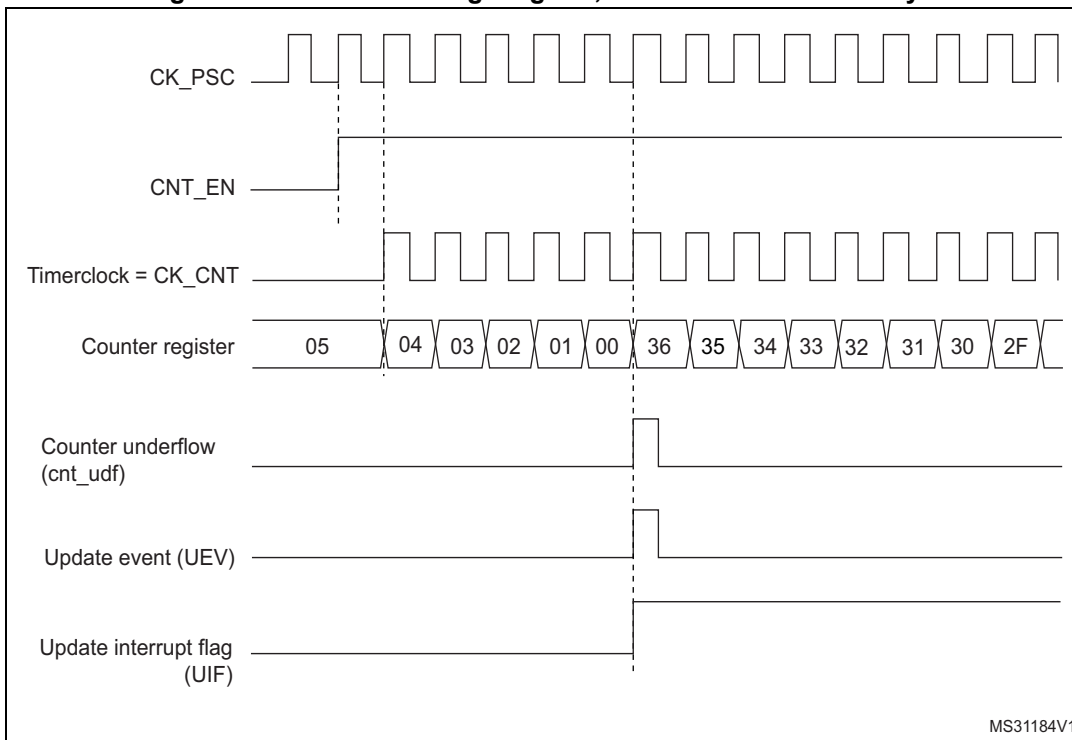 CK_PSC
CNT_EN
Timerclock = CK_CNT
Counter register 05 04 03 02 01 00 36 35 34 33 32 31 30 2F
Counter underflow
(cnt_udf)
Update event (UEV)
Update interrupt flag
(UIF)
MS31184V1